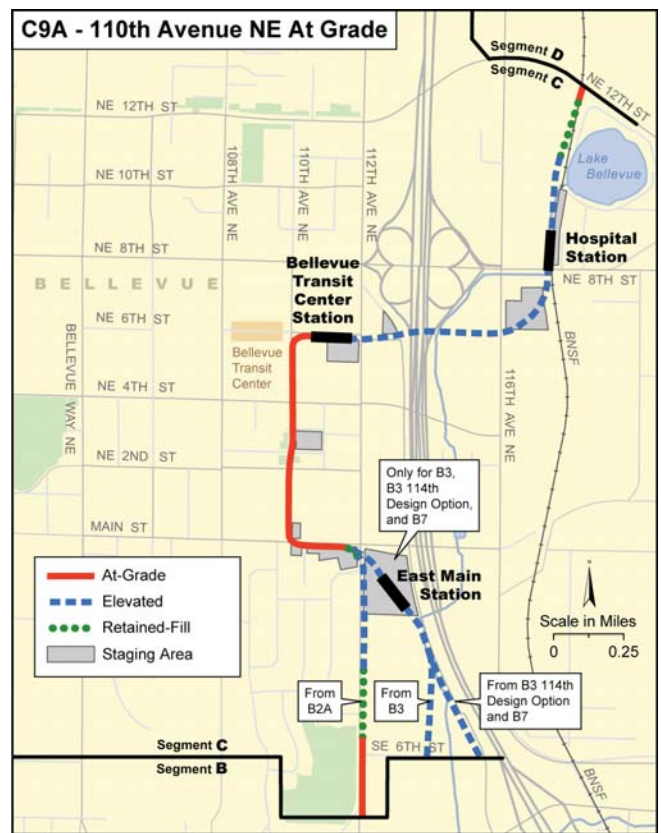 C9A - 110th Avenue NE At Grade
Segment D
Segment C
NE 12TH ST
NE 12TH ST
108TH AVE NE
110TH AVE NE
112TH AVE NE
Lake
Bellevue
NE 10TH ST
NE 8TH ST
Hospital
Station
NE 8TH ST
BELLEVUE
Bellevue
Transit
Center
Station
NE 6TH ST
Bellevue
Transit
Center
BELLEVUE
WAY NE
NE 4TH ST
116TH AVE NE
BNSF
NE 2ND ST
Only for B3,
B3 114th
Design Option,
and B7
MAIN ST
East Main
Station
At-Grade
Elevated
Retained-Fill
Staging Area
N
Scale in Miles
0 0.25
From
B2A
From
B3
From B3 114th
Design Option
and B7
SE 6TH ST
Segment C
Segment B
BNSF